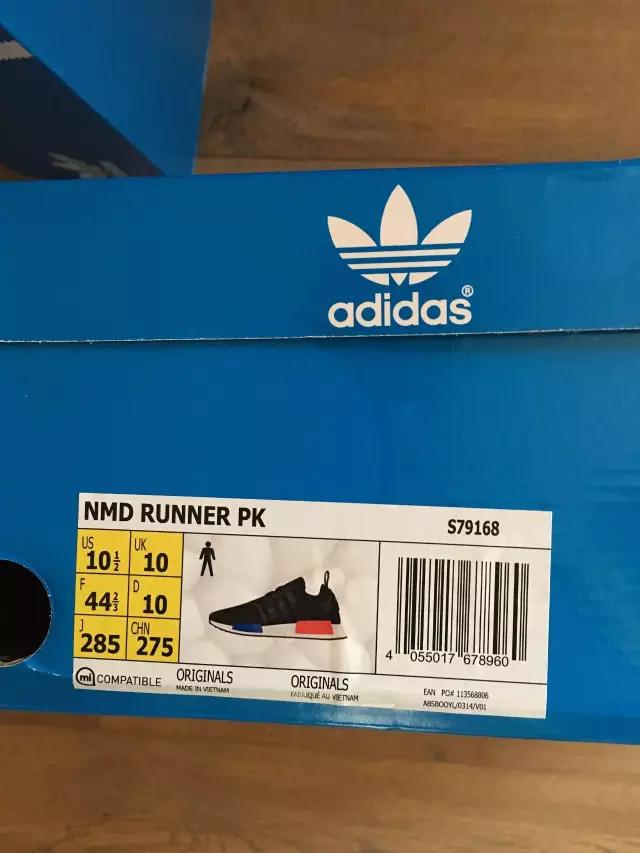 adidas®
NMD RUNNER PK
S79168
US
10½
UK
10
F
44⅔
D
10
J
285
CHN
275
mi COMPATIBLE
ORIGINALS
MADE IN VIETNAM
ORIGINALS
FABRIQUÉ AU VIETNAM
4 055017 678960
EAN PO# 113568806
ABSBOOYL/0314/V01